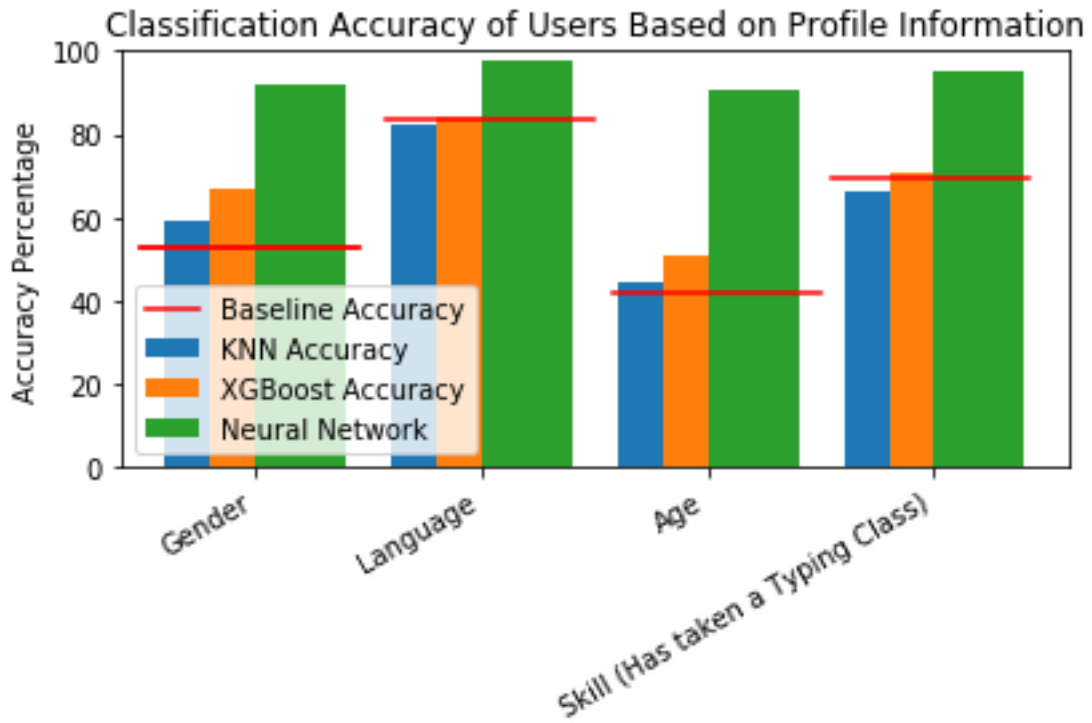 Classification Accuracy of Users Based on Profile Information
Accuracy Percentage
100
80
60
40
20
0
Baseline Accuracy
KNN Accuracy
XGBoost Accuracy
Neural Network
Gender
Language
Age
Skill (Has taken a Typing Class)